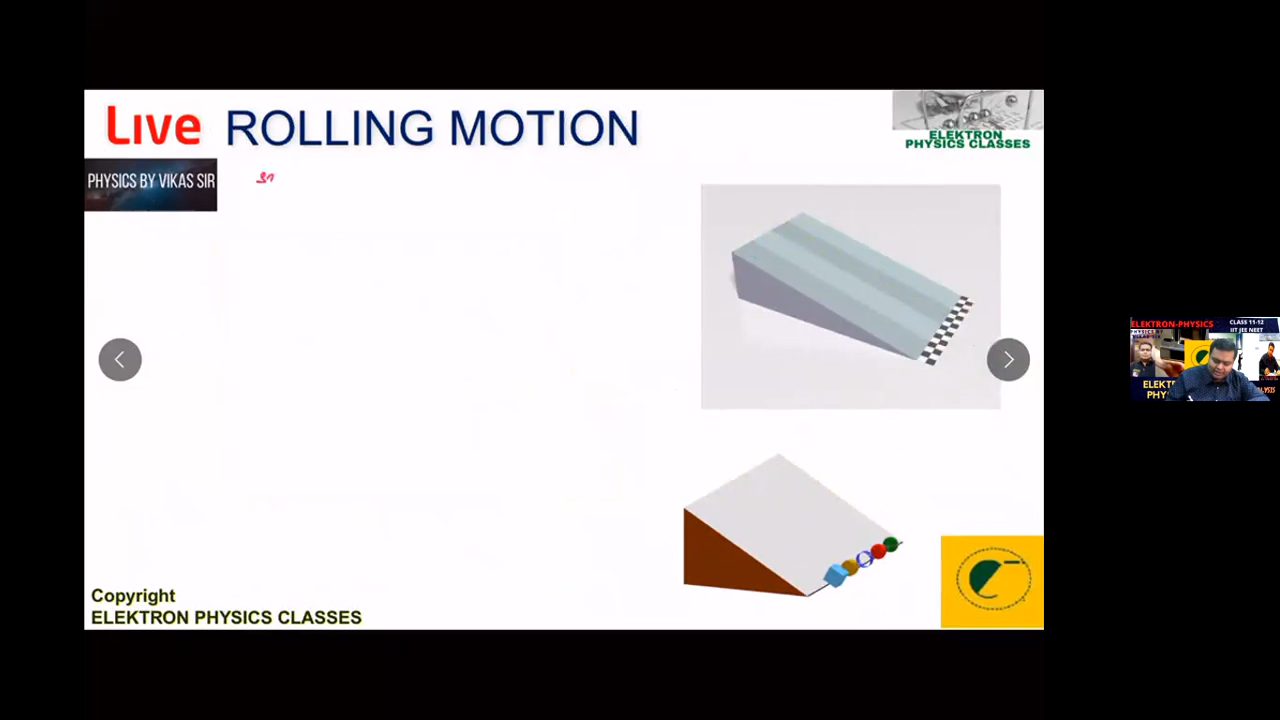 Live ROLLING MOTION
ELEKTRON
PHYSICS CLASSES
PHYSICS BY VIKAS SIR
Copyright
ELEKTRON PHYSICS CLASSES
ELEKTRON-PHYSICS
CLASS 11-12
IIT JEE NEET